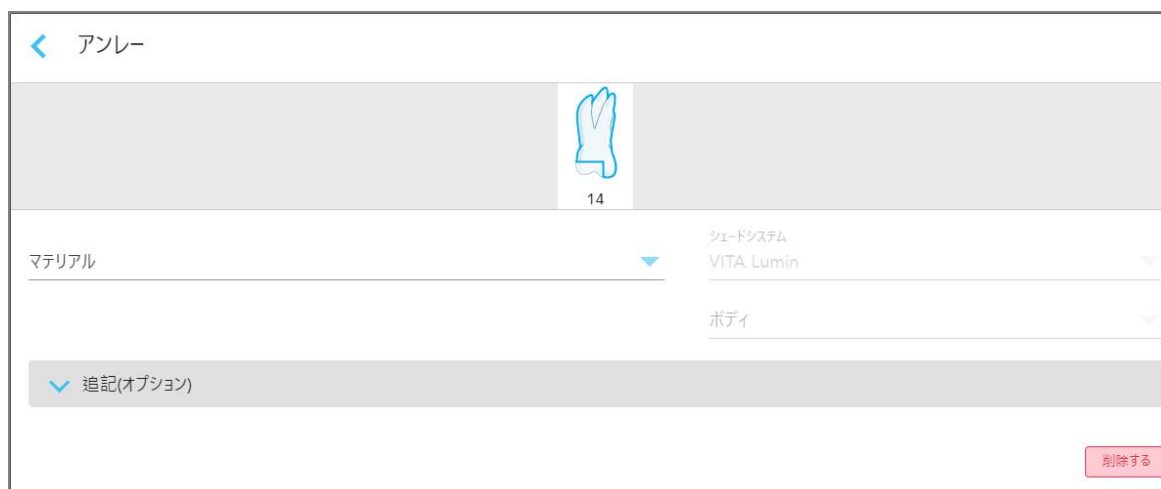 アンレー
14
マテリアル
シェードシステム
VITA Lumin
ボディ
追記(オプション)
削除する